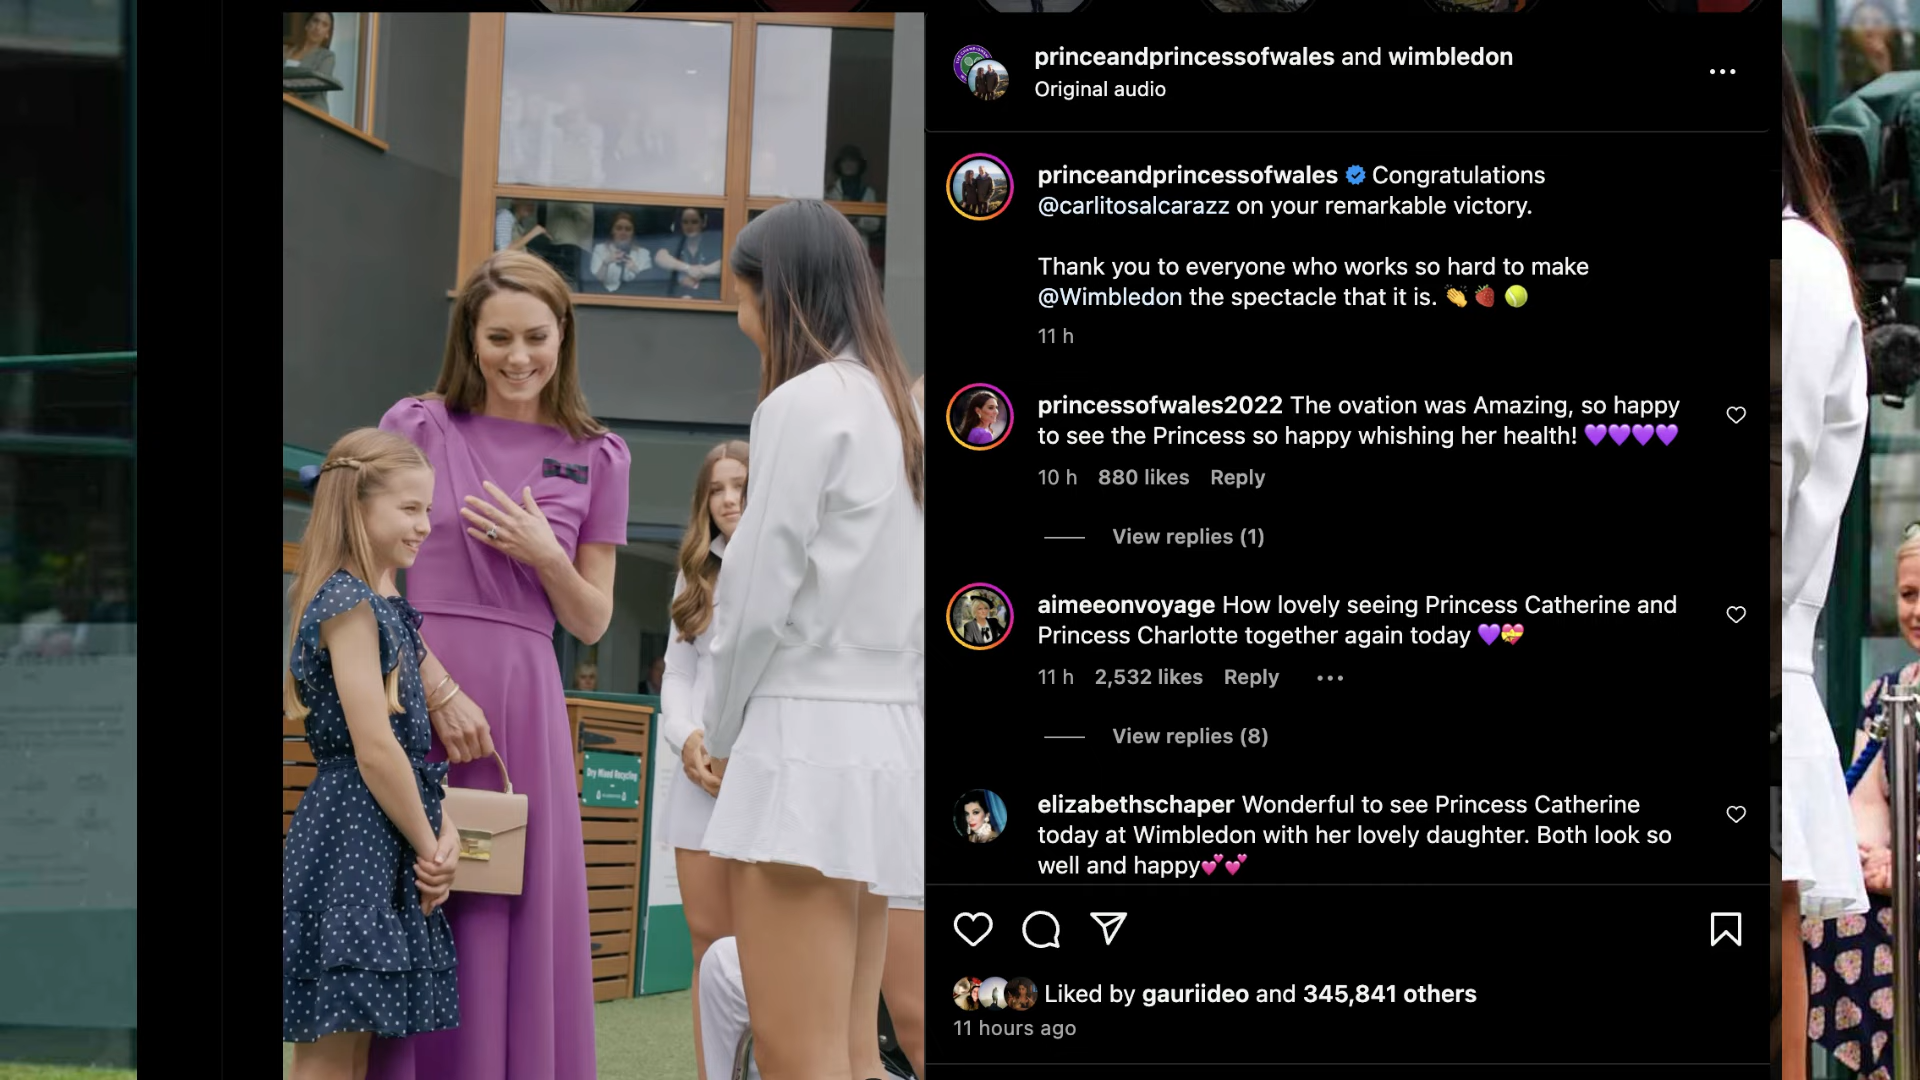 princeandprincessofwales and wimbledon
Original audio
princeandprincessofwales Congratulations
@carlitosalcarazz on your remarkable victory.
Thank you to everyone who works so hard to make
@Wimbledon the spectacle that it is. 👏 🍓 🎾
11 h
princessofwales2022 The ovation was Amazing, so happy
to see the Princess so happy whishing her health! 💜💜💜💜
10 h 880 likes Reply
View replies (1)
aimeeonvoyage How lovely seeing Princess Catherine and
Princess Charlotte together again today 💜💝
11 h 2,532 likes Reply
View replies (8)
elizabethschaper Wonderful to see Princess Catherine
today at Wimbledon with her lovely daughter. Both look so
well and happy💕💕
Liked by gauriideo and 345,841 others
11 hours ago
Dry Mixed Recycling